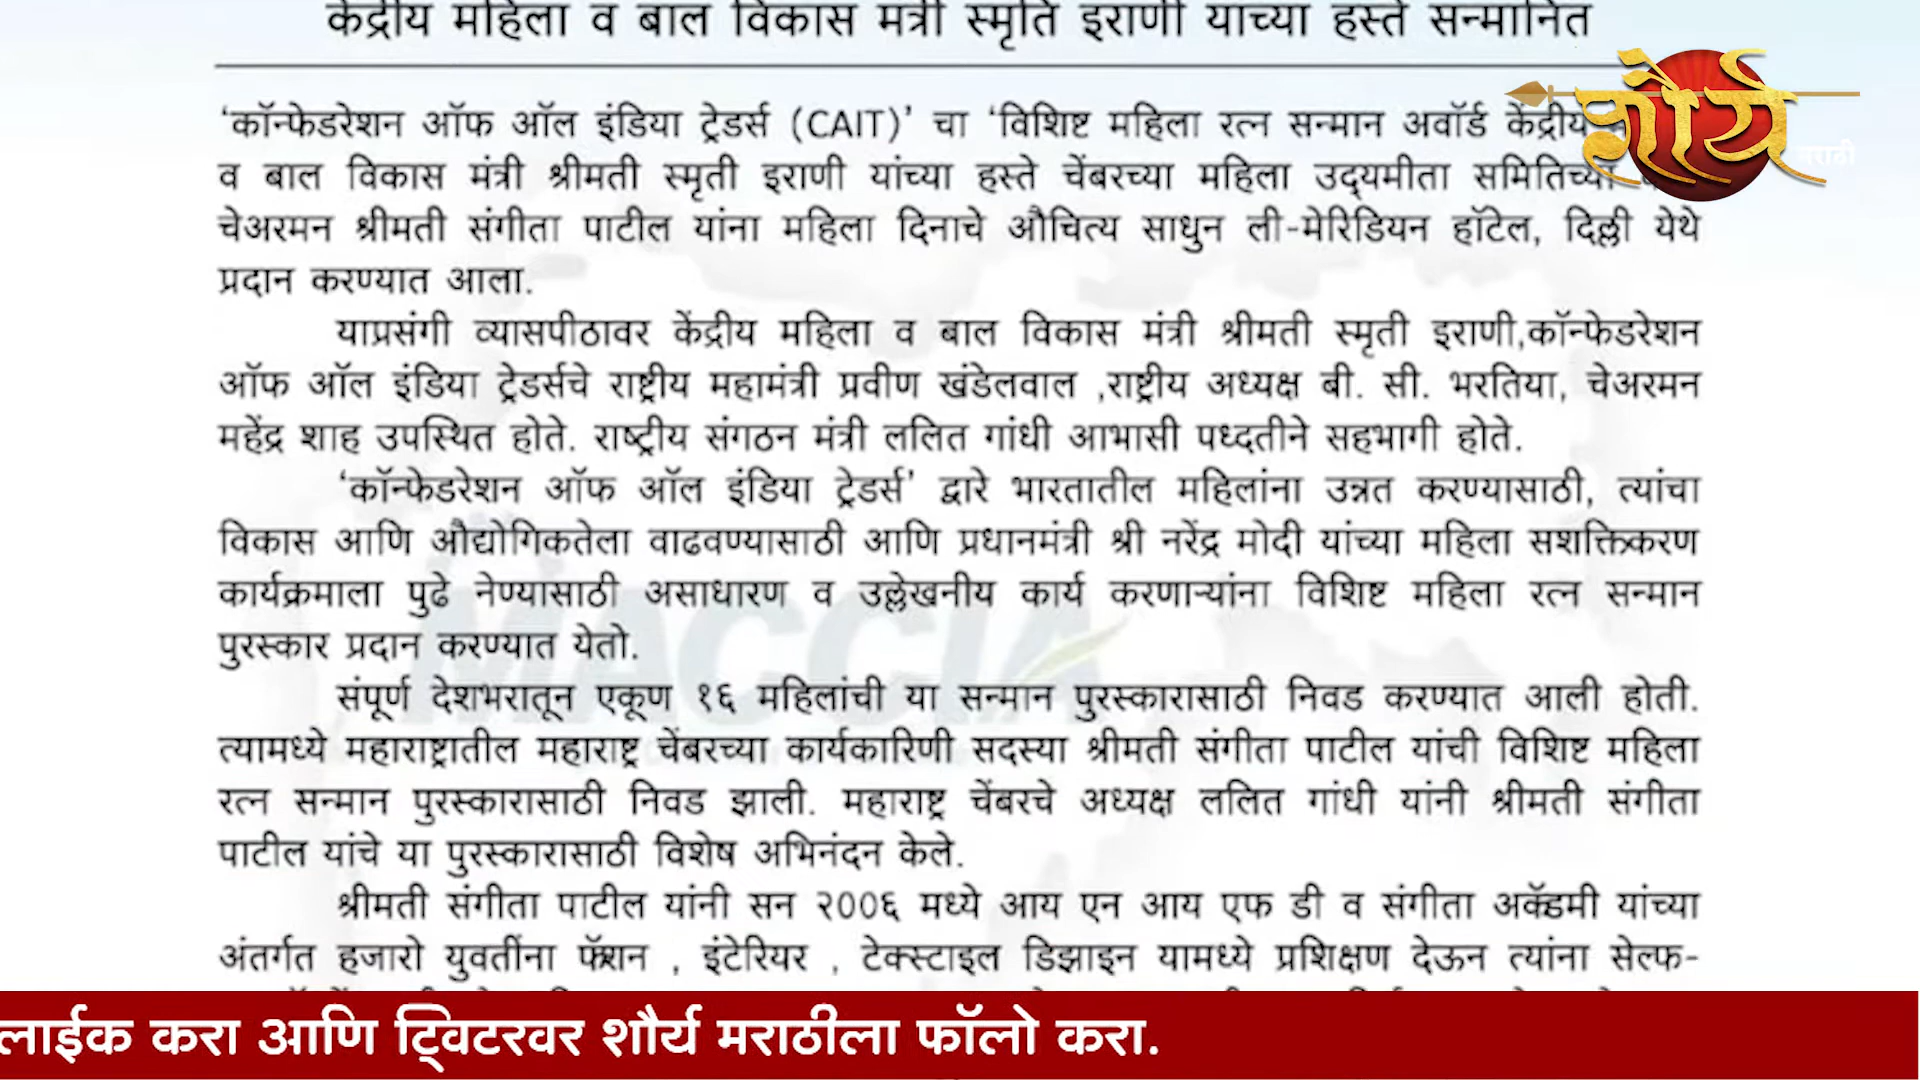 केंद्रीय महिला व बाल विकास मंत्री स्मृति इराणी यांच्या हस्ते सन्मानित
शौर्य
मराठी
‘कॉन्फेडरेशन ऑफ ऑल इंडिया ट्रेडर्स (CAIT)’ चा ‘विशिष्ट महिला रत्न सन्मान अवॉर्ड केंद्रीय
व बाल विकास मंत्री श्रीमती स्मृती इराणी यांच्या हस्ते चेंबरच्या महिला उद्यमीता समितिच्या
चेअरमन श्रीमती संगीता पाटील यांना महिला दिनाचे औचित्य साधुन ली-मेरिडियन हॉटेल, दिल्ली येथे
प्रदान करण्यात आला.
याप्रसंगी व्यासपीठावर केंद्रीय महिला व बाल विकास मंत्री श्रीमती स्मृती इराणी,कॉन्फेडरेशन
ऑफ ऑल इंडिया ट्रेडर्सचे राष्ट्रीय महामंत्री प्रवीण खंडेलवाल ,राष्ट्रीय अध्यक्ष बी. सी. भरतिया, चेअरमन
महेंद्र शाह उपस्थित होते. राष्ट्रीय संगठन मंत्री ललित गांधी आभासी पध्दतीने सहभागी होते.
‘कॉन्फेडरेशन ऑफ ऑल इंडिया ट्रेडर्स’ द्वारे भारतातील महिलांना उन्नत करण्यासाठी, त्यांचा
विकास आणि औद्योगिकतेला वाढवण्यासाठी आणि प्रधानमंत्री श्री नरेंद्र मोदी यांच्या महिला सशक्तिकरण
कार्यक्रमाला पुढे नेण्यासाठी असाधारण व उल्लेखनीय कार्य करणाऱ्यांना विशिष्ट महिला रत्न सन्मान
पुरस्कार प्रदान करण्यात येतो.
MACCIA
संपूर्ण देशभरातून एकूण १६ महिलांची या सन्मान पुरस्कारासाठी निवड करण्यात आली होती.
त्यामध्ये महाराष्ट्रातील महाराष्ट्र चेंबरच्या कार्यकारिणी सदस्या श्रीमती संगीता पाटील यांची विशिष्ट महिला
रत्न सन्मान पुरस्कारासाठी निवड झाली. महाराष्ट्र चेंबरचे अध्यक्ष ललित गांधी यांनी श्रीमती संगीता
पाटील यांचे या पुरस्कारासाठी विशेष अभिनंदन केले.
श्रीमती संगीता पाटील यांनी सन २००६ मध्ये आय एन आय एफ डी व संगीता अकॅडमी यांच्या
अंतर्गत हजारो युवतींना फॅशन , इंटेरियर , टेक्स्टाइल डिझाइन यामध्ये प्रशिक्षण देऊन त्यांना सेल्फ-
लाईक करा आणि ट्विटरवर शौर्य मराठीला फॉलो करा.